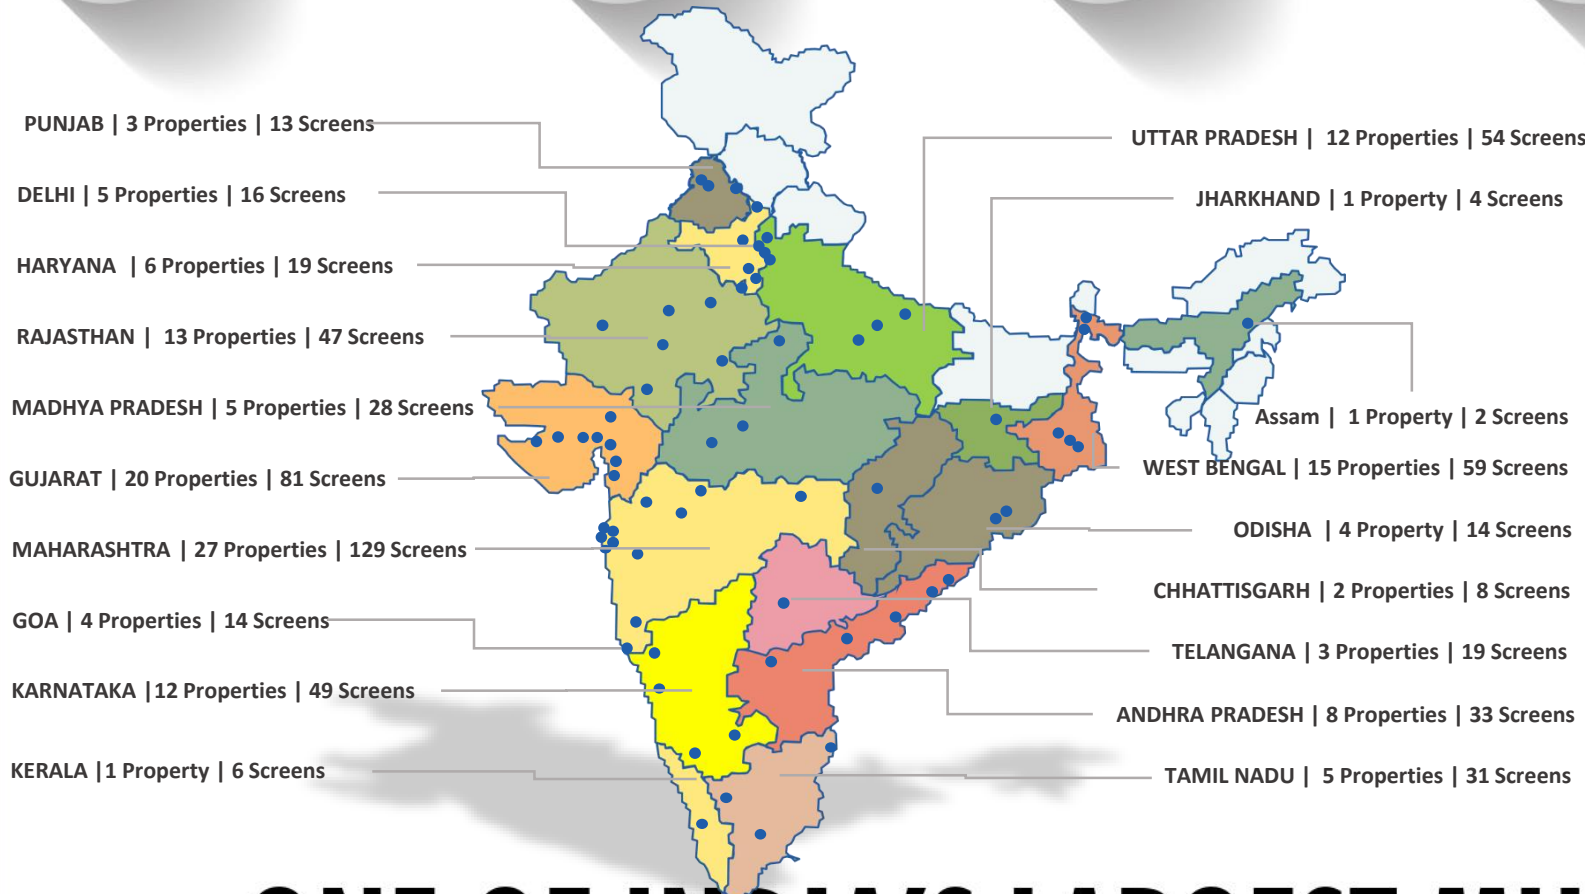 PUNJAB | 3 Properties | 13 Screens
DELHI | 5 Properties | 16 Screens
HARYANA | 6 Properties | 19 Screens
RAJASTHAN | 13 Properties | 47 Screens
MADHYA PRADESH | 5 Properties | 28 Screens
GUJARAT | 20 Properties | 81 Screens
MAHARASHTRA | 27 Properties | 129 Screens
GOA | 4 Properties | 14 Screens
KARNATAKA |12 Properties | 49 Screens
KERALA |1 Property | 6 Screens
UTTAR PRADESH | 12 Properties | 54 Screens
JHARKHAND | 1 Property | 4 Screens
Assam | 1 Property | 2 Screens
WEST BENGAL | 15 Properties | 59 Screens
ODISHA | 4 Property | 14 Screens
CHHATTISGARH | 2 Properties | 8 Screens
TELANGANA | 3 Properties | 19 Screens
ANDHRA PRADESH | 8 Properties | 33 Screens
TAMIL NADU | 5 Properties | 31 Screens
ONE OF INDIA'S LARGEST